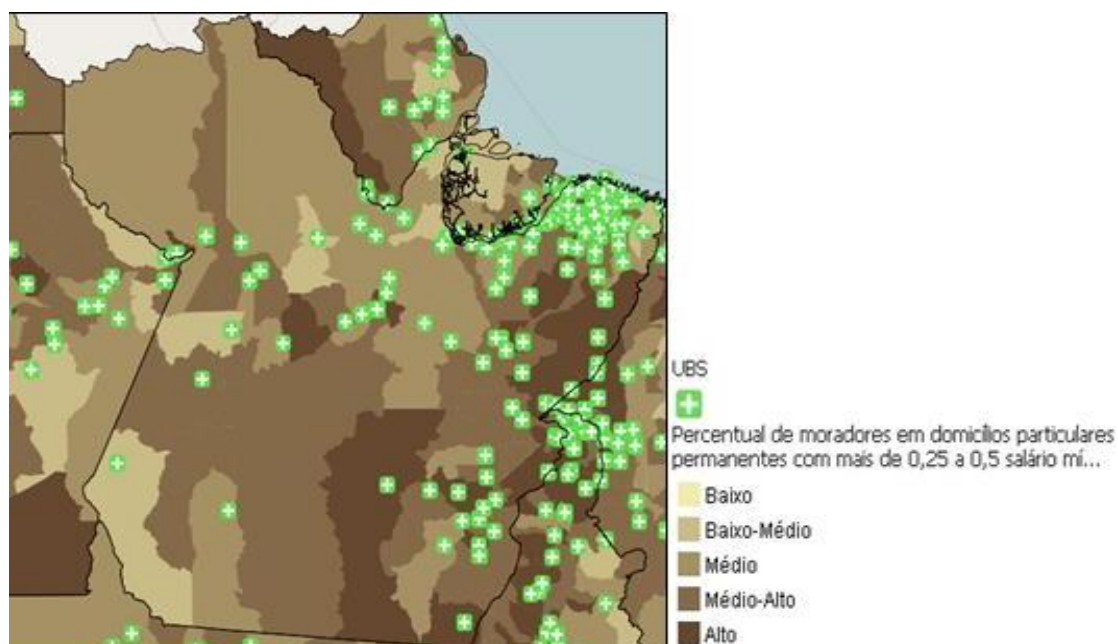 UBS
Percentual de moradores em domicílios particulares
permanentes com mais de 0,25 a 0,5 salário mí...
Baixo
Baixo-Médio
Médio
Médio-Alto
Alto